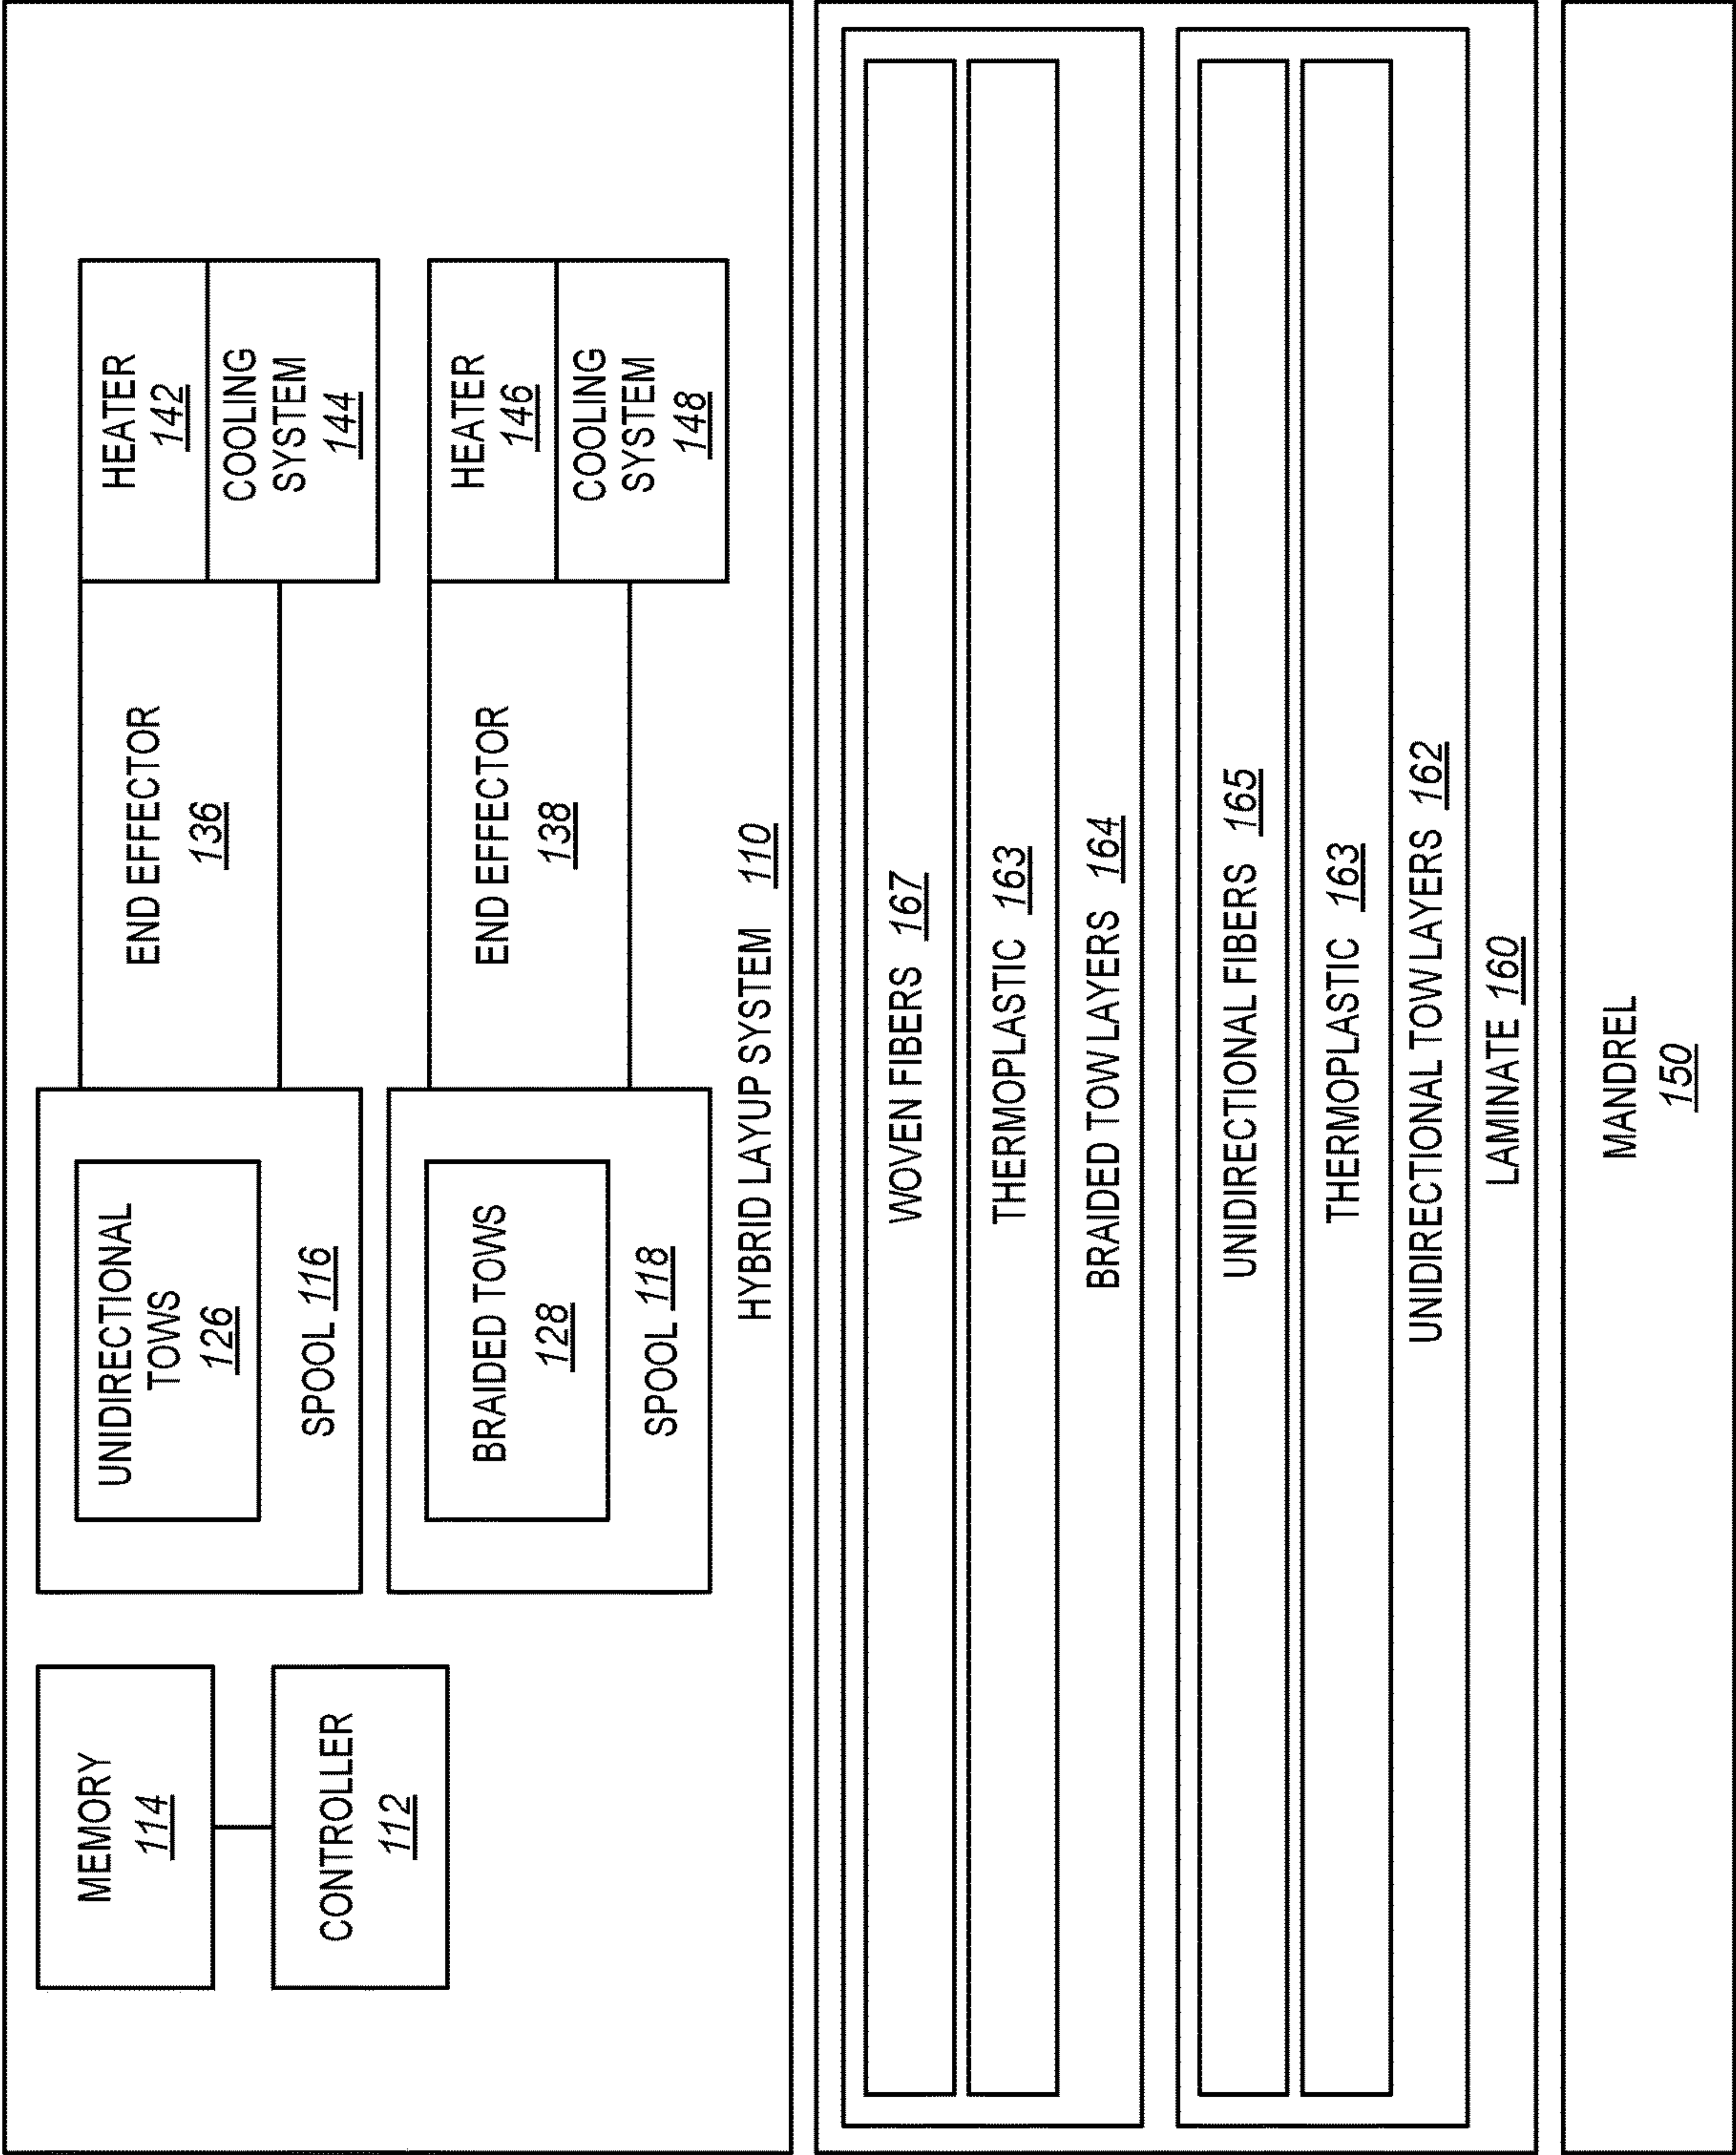 MEMORY
114
CONTROLLER
112
UNIDIRECTIONAL
TOWS
126
SPOOL 116
BRAIDED TOWS
128
SPOOL 118
END EFFECTOR
136
END EFFECTOR
138
HEATER
142
COOLING
SYSTEM
144
HEATER
146
COOLING
SYSTEM
148
HYBRID LAYUP SYSTEM 110
WOVEN FIBERS 167
THERMOPLASTIC 163
BRAIDED TOW LAYERS 164
UNIDIRECTIONAL FIBERS 165
THERMOPLASTIC 163
UNIDIRECTIONAL TOW LAYERS 162
LAMINATE 160
MANDREL
150